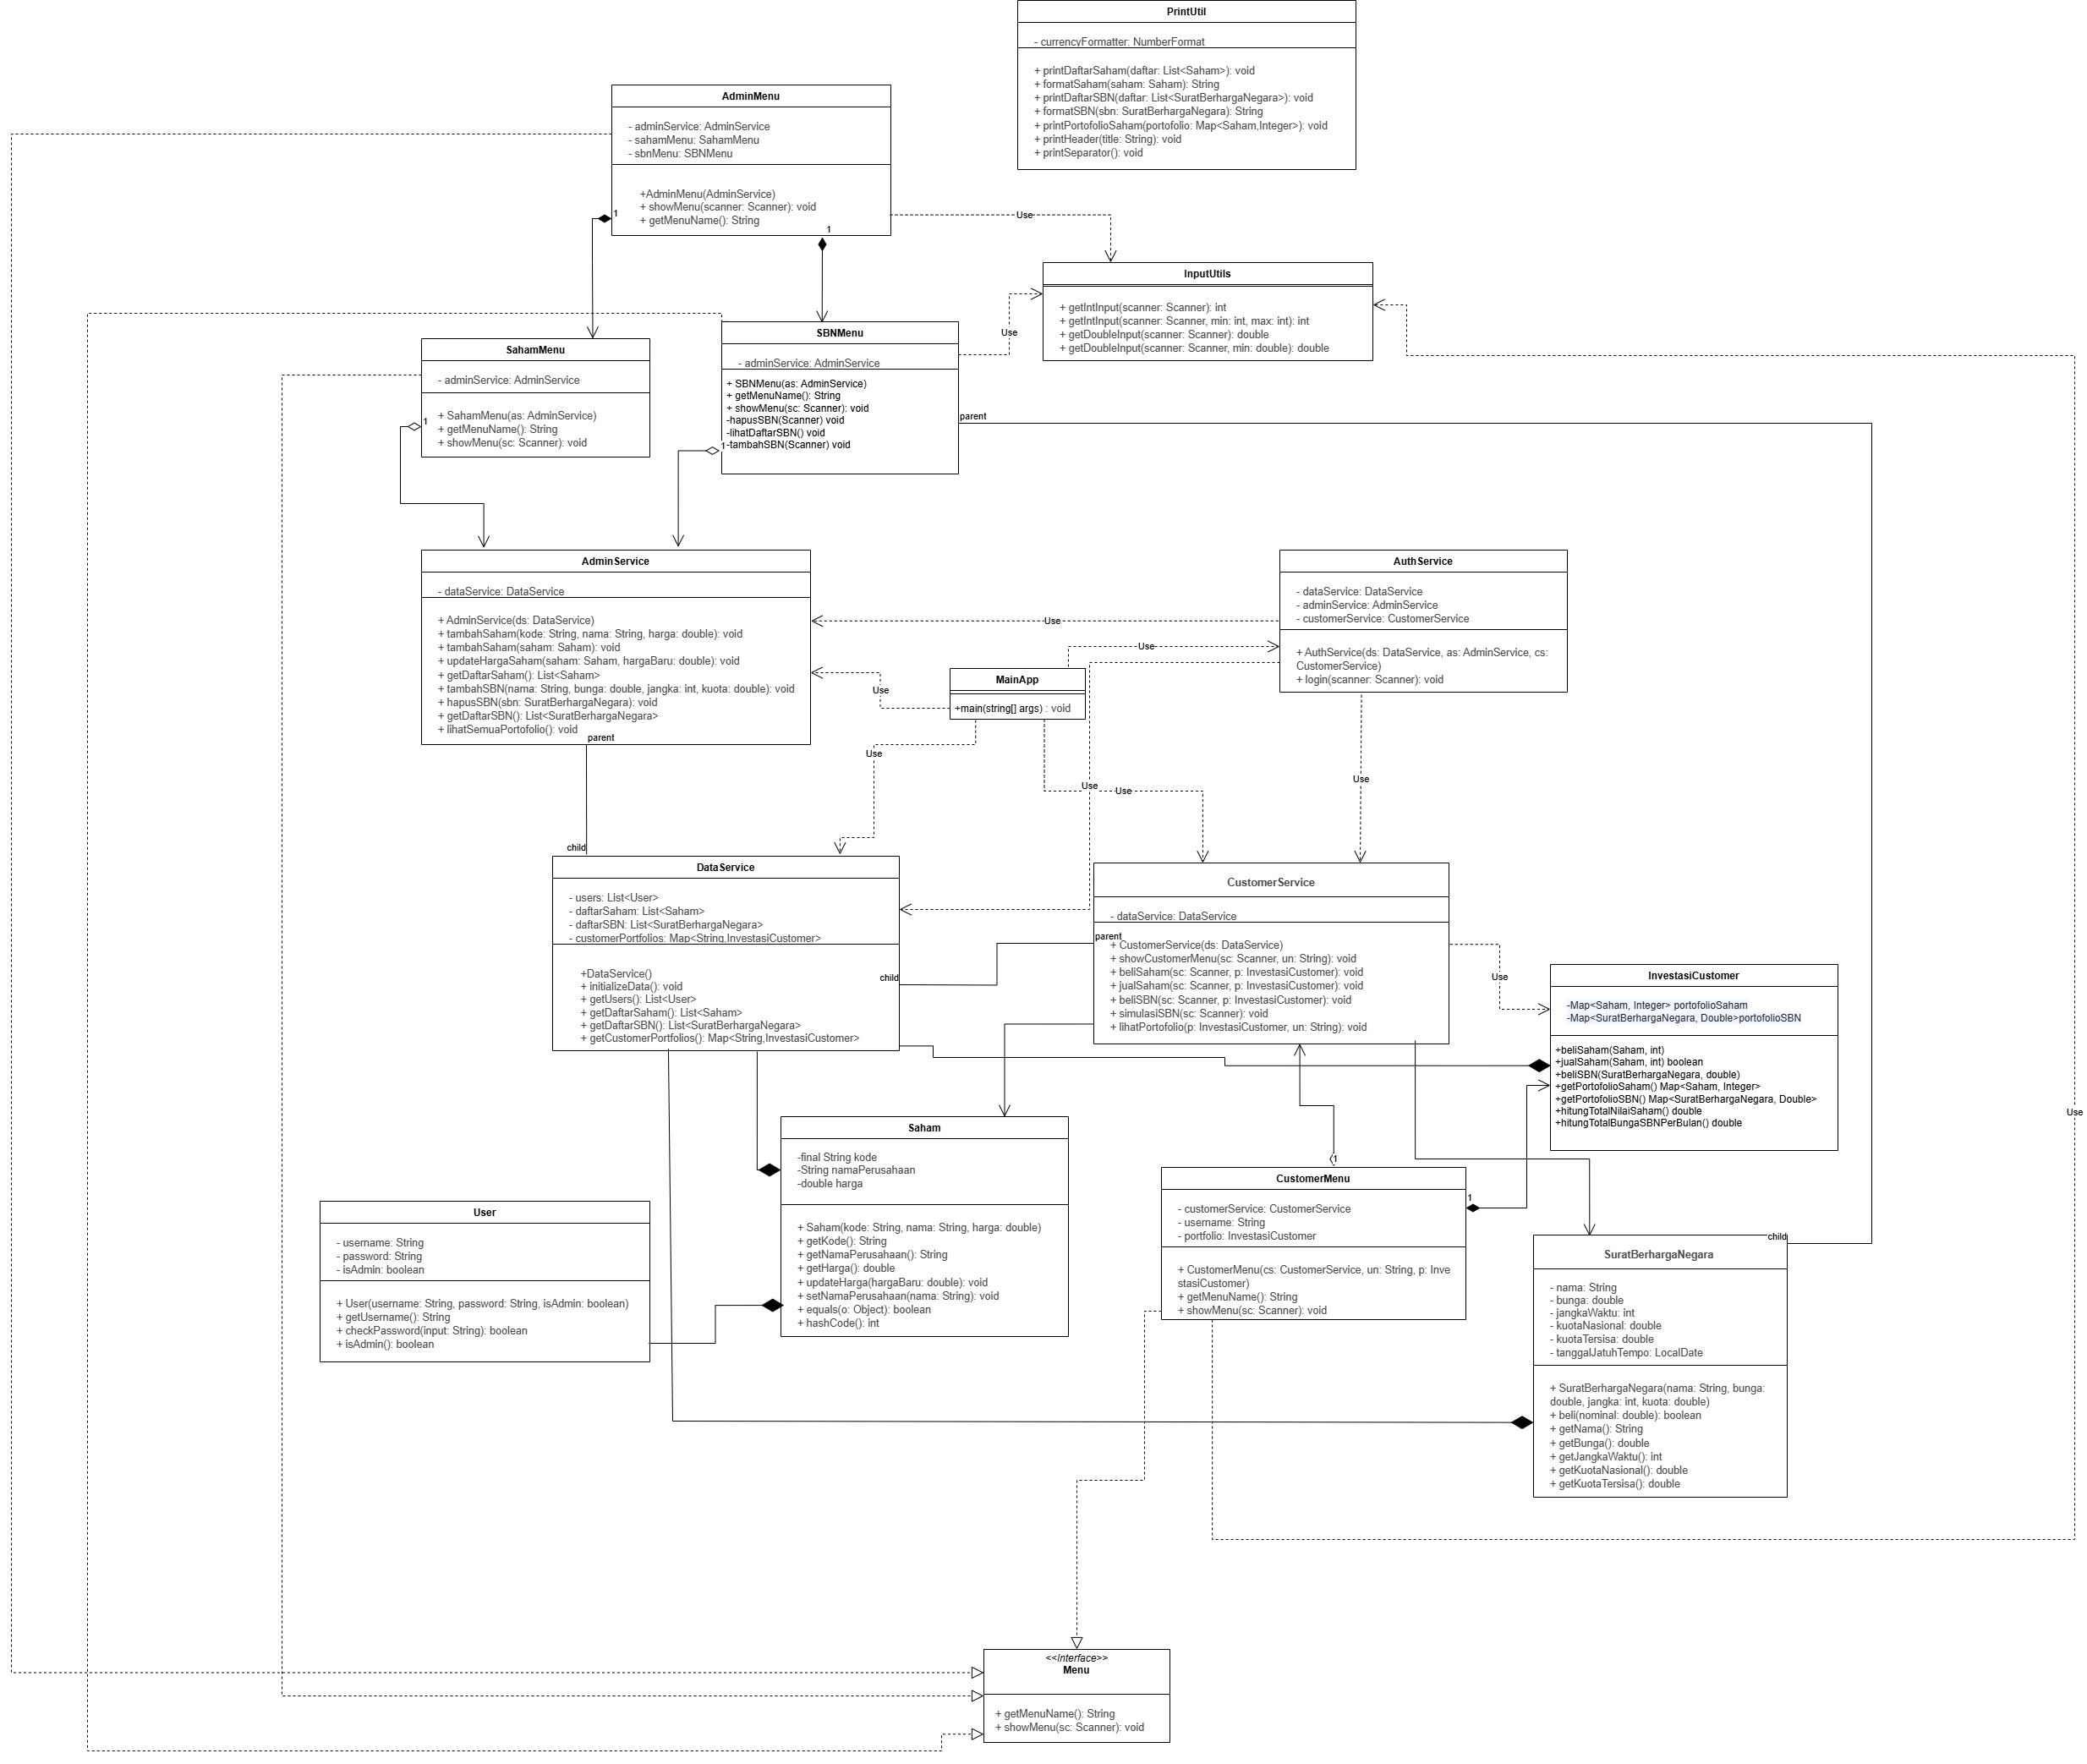 PrintUtil
- currencyFormatter: NumberFormat
+ printDaftarSaham(daftar: List<Saham>): void
+ formatSaham(saham: Saham): String
+ printDaftarSBN(daftar: List<SuratBerhargaNegara>): void
+ formatSBN(sbn: SuratBerhargaNegara): String
+ printPortofolioSaham(portofolio: Map<Saham,Integer>): void
+ printHeader(title: String): void
+ printSeparator(): void
AdminMenu
- adminService: AdminService
- sahamMenu: SahamMenu
- sbnMenu: SBNMenu
+AdminMenu(AdminService)
+ showMenu(scanner: Scanner): void
+ getMenuName(): String
1
1
Use
InputUtils
+ getIntInput(scanner: Scanner): int
+ getIntInput(scanner: Scanner, min: int, max: int): int
+ getDoubleInput(scanner: Scanner): double
+ getDoubleInput(scanner: Scanner, min: double): double
Use
SBNMenu
- adminService: AdminService
+ SBNMenu(as: AdminService)
+ getMenuName(): String
+ showMenu(sc: Scanner): void
-hapusSBN(Scanner) void
-lihatDaftarSBN() void
-tambahSBN(Scanner) void
1
parent
SahamMenu
- adminService: AdminService
+ SahamMenu(as: AdminService)
+ getMenuName(): String
+ showMenu(sc: Scanner): void
1
AdminService
- dataService: DataService
+ AdminService(ds: DataService)
+ tambahSaham(kode: String, nama: String, harga: double): void
+ tambahSaham(saham: Saham): void
+ updateHargaSaham(saham: Saham, hargaBaru: double): void
+ getDaftarSaham(): List<Saham>
+ tambahSBN(nama: String, bunga: double, jangka: int, kuota: double): void
+ hapusSBN(sbn: SuratBerhargaNegara): void
+ getDaftarSBN(): List<SuratBerhargaNegara>
+ lihatSemuaPortofolio(): void
parent
child
AuthService
- dataService: DataService
- adminService: AdminService
- customerService: CustomerService
+ AuthService(ds: DataService, as: AdminService, cs:
CustomerService)
+ login(scanner: Scanner): void
Use
Use
MainApp
+main(string[] args) : void
Use
Use
Use
Use
Use
DataService
- users: List<User>
- daftarSaham: List<Saham>
- daftarSBN: List<SuratBerhargaNegara>
- customerPortfolios: Map<String,InvestasiCustomer>
+DataService()
+ initializeData(): void
+ getUsers(): List<User>
+ getDaftarSaham(): List<Saham>
+ getDaftarSBN(): List<SuratBerhargaNegara>
+ getCustomerPortfolios(): Map<String,InvestasiCustomer>
child
CustomerService
- dataService: DataService
parent
+ CustomerService(ds: DataService)
+ showCustomerMenu(sc: Scanner, un: String): void
+ beliSaham(sc: Scanner, p: InvestasiCustomer): void
+ jualSaham(sc: Scanner, p: InvestasiCustomer): void
+ beliSBN(sc: Scanner, p: InvestasiCustomer): void
+ simulasiSBN(sc: Scanner): void
+ lihatPortofolio(p: InvestasiCustomer, un: String): void
Use
InvestasiCustomer
-Map<Saham, Integer> portofolioSaham
-Map<SuratBerhargaNegara, Double>portofolioSBN
+beliSaham(Saham, int)
+jualSaham(Saham, int) boolean
+beliSBN(SuratBerhargaNegara, double)
+getPortofolioSaham() Map<Saham, Integer>
+getPortofolioSBN() Map<SuratBerhargaNegara, Double>
+hitungTotalNilaiSaham() double
+hitungTotalBungaSBNPerBulan() double
Use
Saham
-final String kode
-String namaPerusahaan
-double harga
+ Saham(kode: String, nama: String, harga: double)
+ getKode(): String
+ getNamaPerusahaan(): String
+ getHarga(): double
+ updateHarga(hargaBaru: double): void
+ setNamaPerusahaan(nama: String): void
+ equals(o: Object): boolean
+ hashCode(): int
User
- username: String
- password: String
- isAdmin: boolean
+ User(username: String, password: String, isAdmin: boolean)
+ getUsername(): String
+ checkPassword(input: String): boolean
+ isAdmin(): boolean
1
CustomerMenu
- customerService: CustomerService
- username: String
- portfolio: InvestasiCustomer
+ CustomerMenu(cs: CustomerService, un: String, p: Inve
stasiCustomer)
+ getMenuName(): String
+ showMenu(sc: Scanner): void
1
child
SuratBerhargaNegara
- nama: String
- bunga: double
- jangkaWaktu: int
- kuotaNasional: double
- kuotaTersisa: double
- tanggalJatuhTempo: LocalDate
+ SuratBerhargaNegara(nama: String, bunga:
double, jangka: int, kuota: double)
+ beli(nominal: double): boolean
+ getNama(): String
+ getBunga(): double
+ getJangkaWaktu(): int
+ getKuotaNasional(): double
+ getKuotaTersisa(): double
<<Interface>>
Menu
+ getMenuName(): String
+ showMenu(sc: Scanner): void